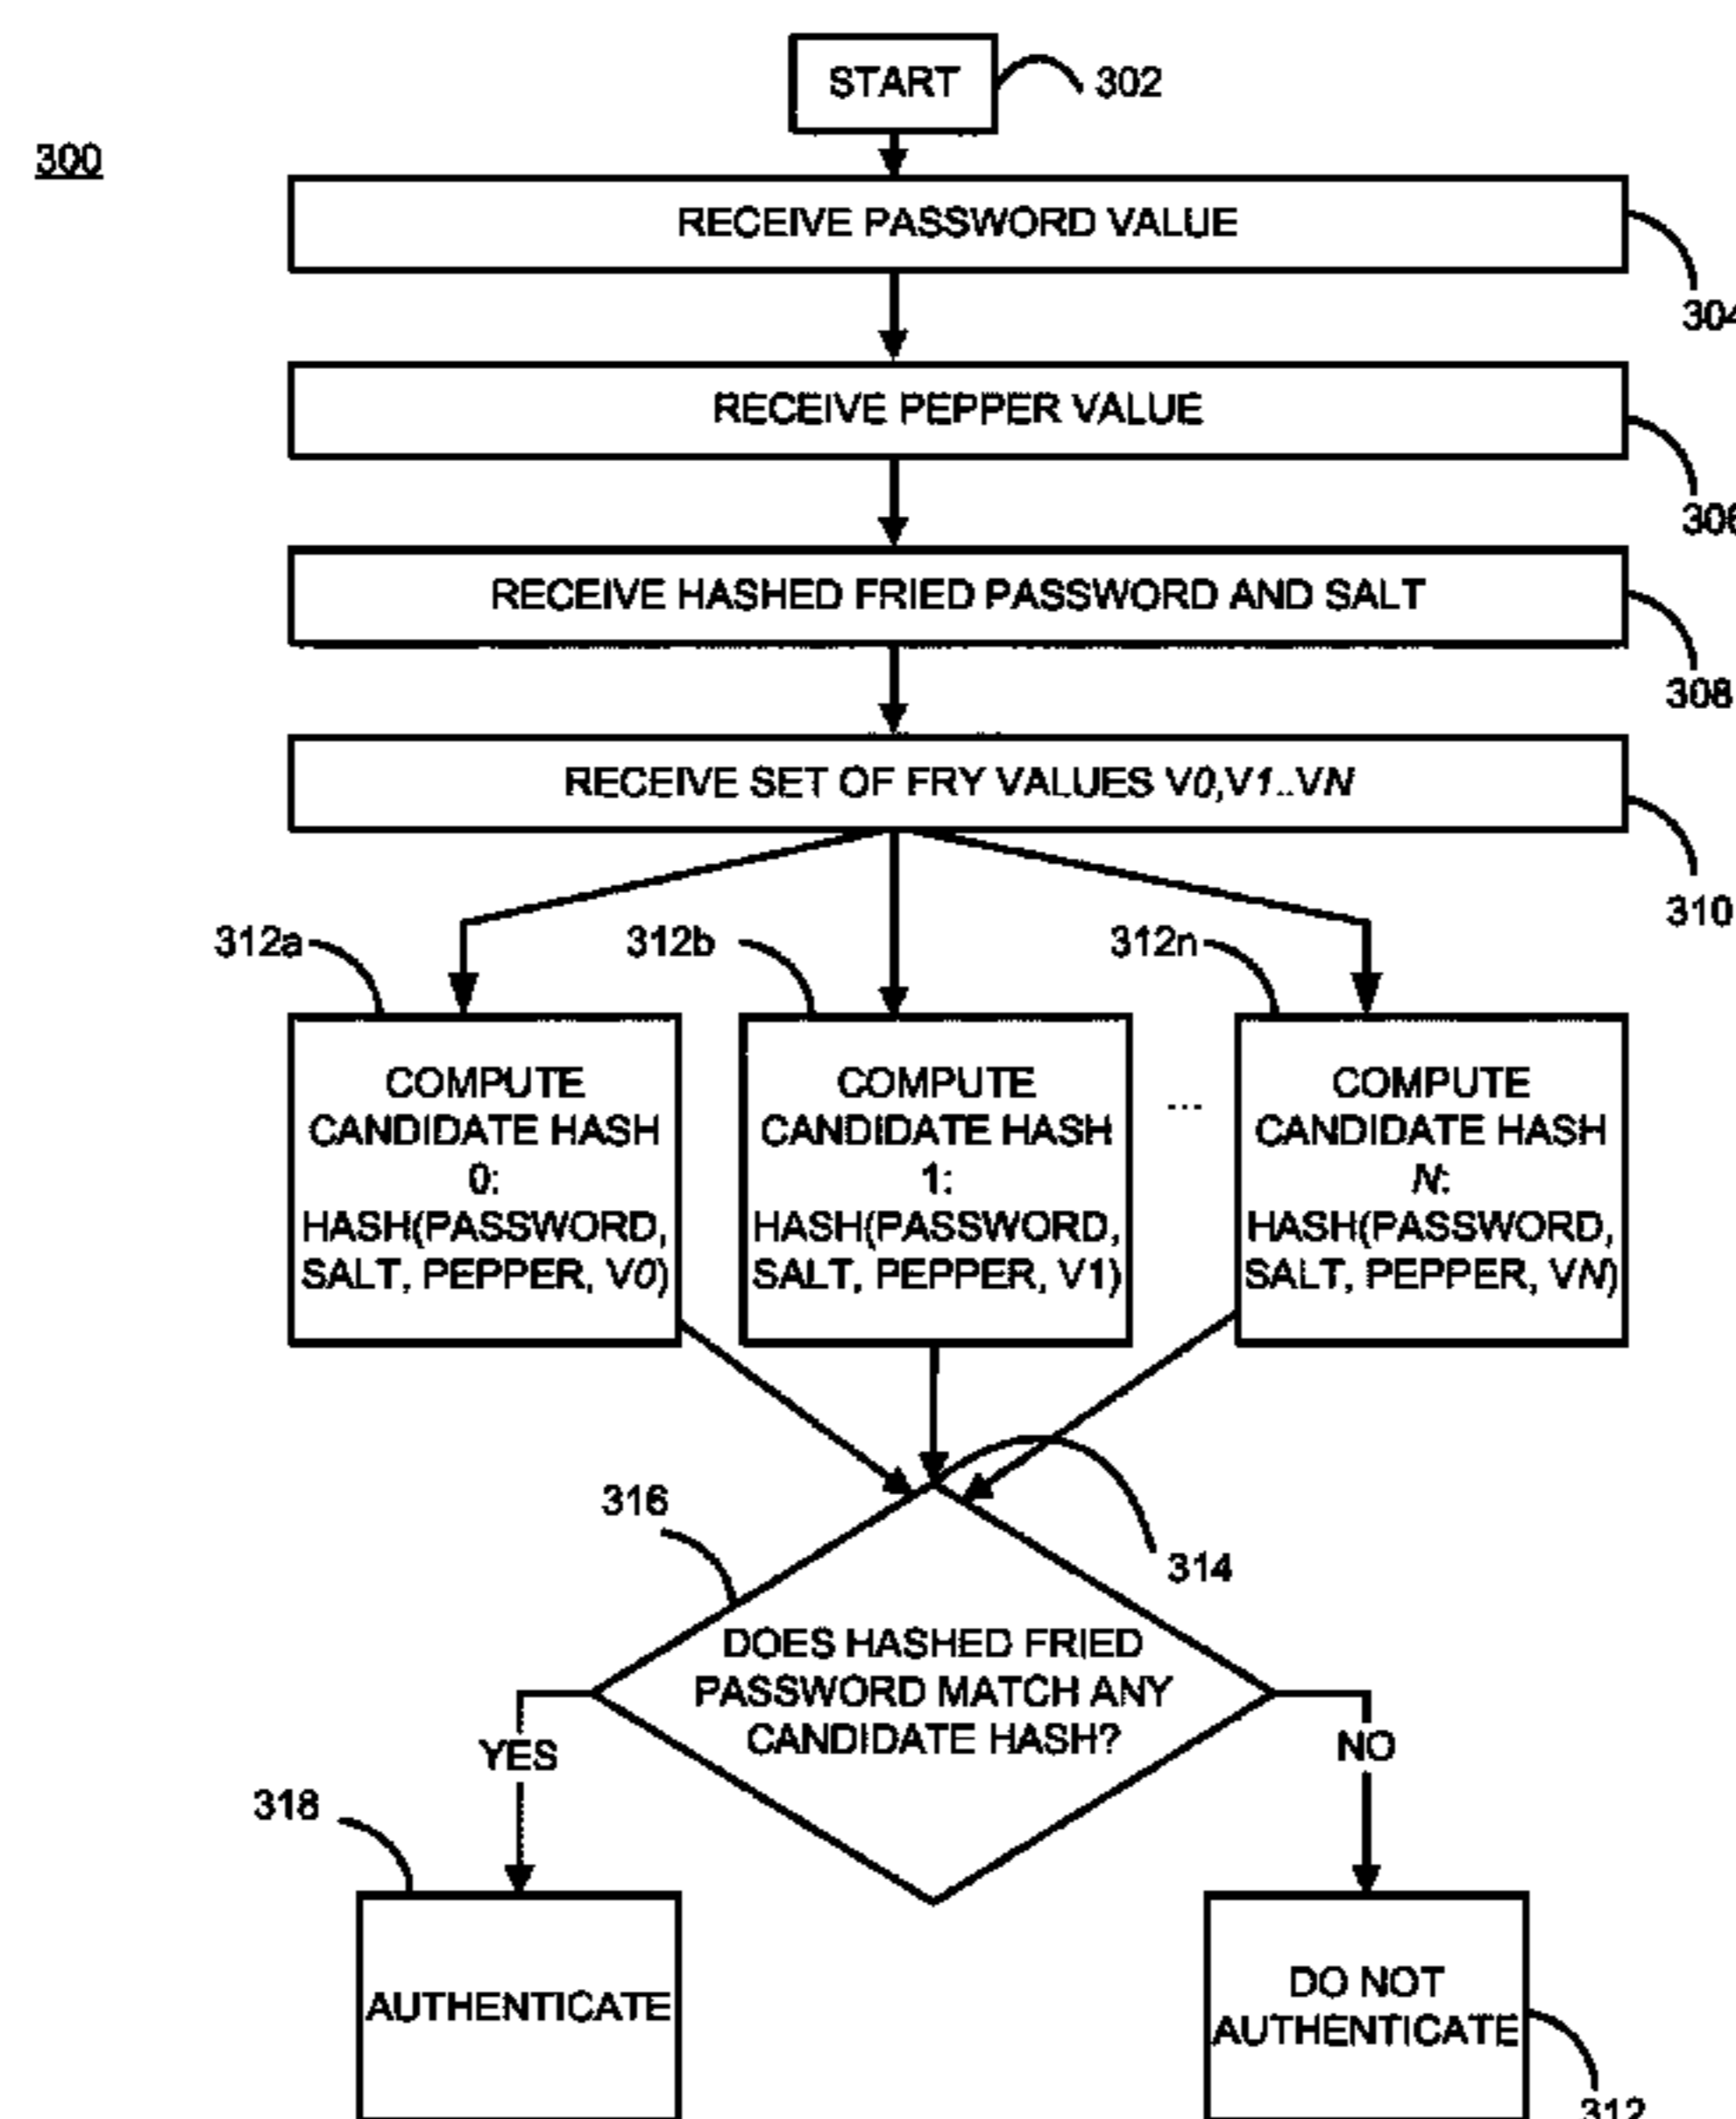 300
START
302
RECEIVE PASSWORD VALUE
304
RECEIVE PEPPER VALUE
306
RECEIVE HASHED FRIED PASSWORD AND SALT
308
RECEIVE SET OF FRY VALUES V0,V1..VN
310
312a
312b
312n
COMPUTE
CANDIDATE HASH
0:
HASH(PASSWORD,
SALT, PEPPER, V0)
COMPUTE
CANDIDATE HASH
1:
HASH(PASSWORD,
SALT, PEPPER, V1)
...
COMPUTE
CANDIDATE HASH
N:
HASH(PASSWORD,
SALT, PEPPER, VN)
316
314
DOES HASHED FRIED
PASSWORD MATCH ANY
CANDIDATE HASH?
YES
NO
318
AUTHENTICATE
DO NOT
AUTHENTICATE
312